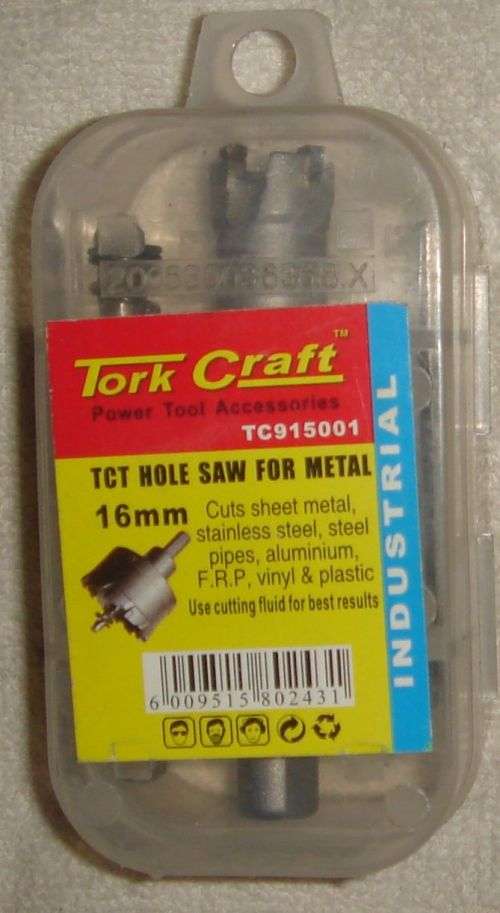 Tork Craft™
Power Tool Accessories
TC915001
TCT HOLE SAW FOR METAL
16mm
Cuts sheet metal,
stainless steel, steel
pipes, aluminium,
F.R.P, vinyl & plastic
Use cutting fluid for best results
6 009515 802431
INDUSTRIAL